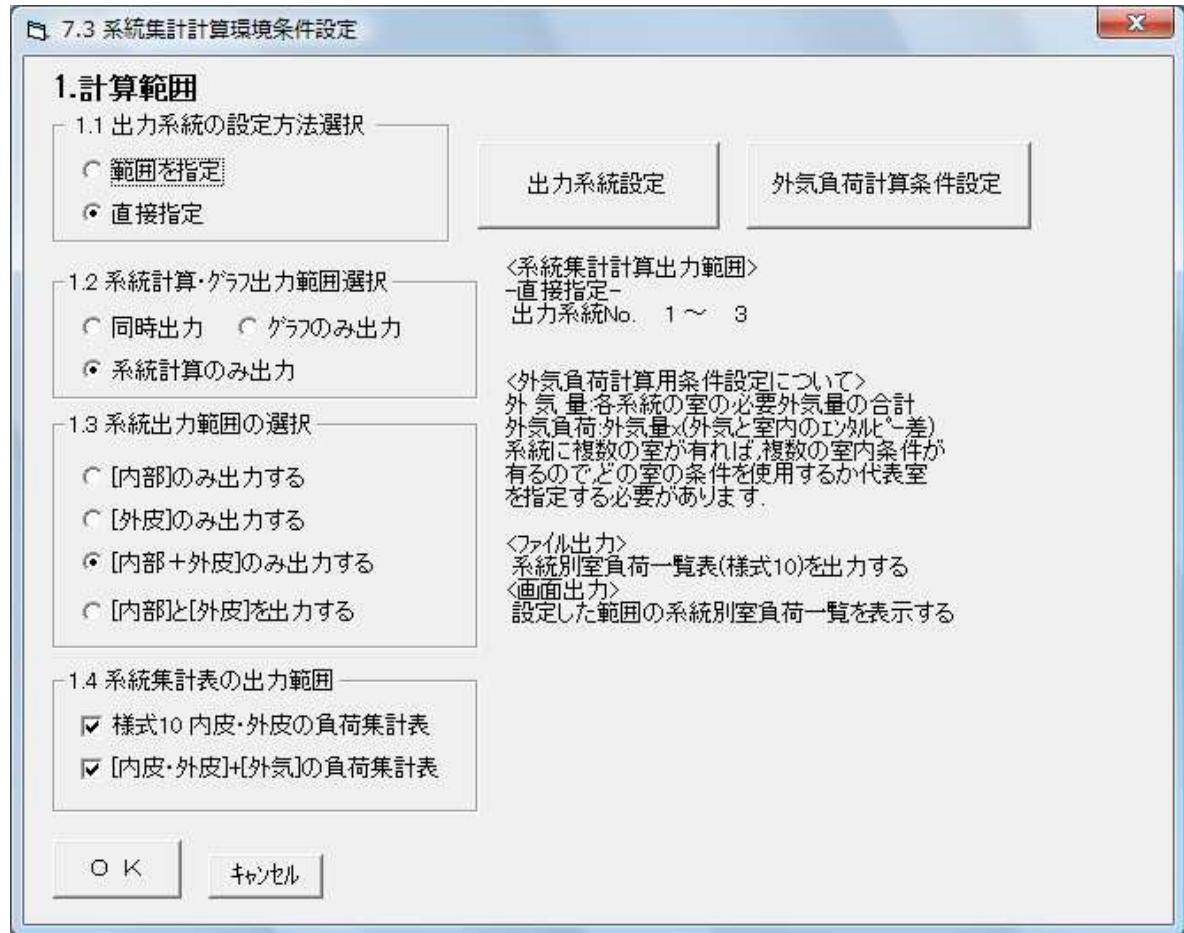 7.3 系統集計計算環境条件設定
1.計算範囲
1.1 出力系統の設定方法選択
範囲を指定
直接指定
出力系統設定
外気負荷計算条件設定
1.2 系統計算・ｸﾞﾗﾌ出力範囲選択
同時出力 ｸﾞﾗﾌのみ出力
系統計算のみ出力
<系統集計計算出力範囲>
-直接指定-
出力系統No. 1～ 3
1.3 系統出力範囲の選択
[内部]のみ出力する
[外皮]のみ出力する
[内部＋外皮]のみ出力する
[内部]と[外皮]を出力する
<外気負荷計算用条件設定について>
外 気 量:各系統の室の必要外気量の合計
外気負荷:外気量x(外気と室内のｴﾝﾀﾙﾋﾟｰ差)
系統に複数の室が有れば,複数の室内条件が
有るので,どの室の条件を使用するか代表室
を指定する必要があります.
<ﾌｧｲﾙ出力>
系統別室負荷一覧表(様式10)を出力する
<画面出力>
設定した範囲の系統別室負荷一覧を表示する
1.4 系統集計表の出力範囲
様式10 内皮・外皮の負荷集計表
[内皮・外皮]+[外気]の負荷集計表
ＯＫ
ｷｬﾝｾﾙ